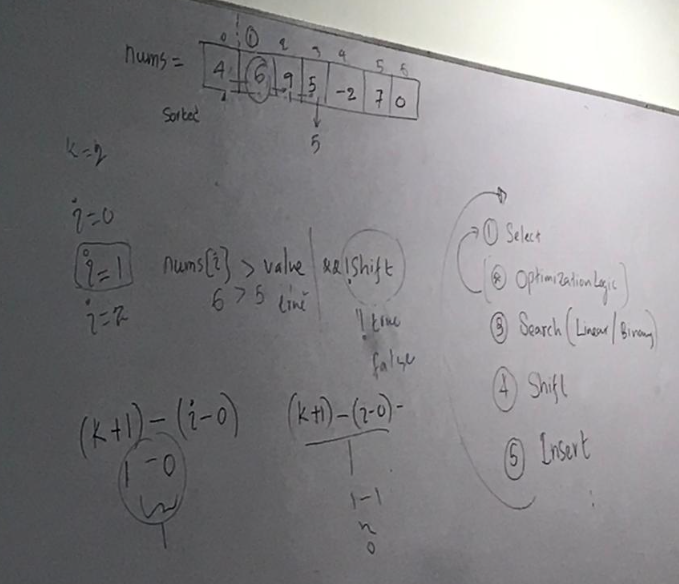 0 1 2 3 4 5 6
nums = 4 6 9 5 -2 7 0
Sorted
5
k=2
i=0
i=1
i=2
nums[i] > value && !Shift
6 > 5 true
!true
false
(k+1)-(i-0)
1-0
1
(k+1)-(i-0)-
1
1-1
0
① Select
(② Optimization Logic)
③ Search (Linear/Binary)
④ Shift
⑤ Insert